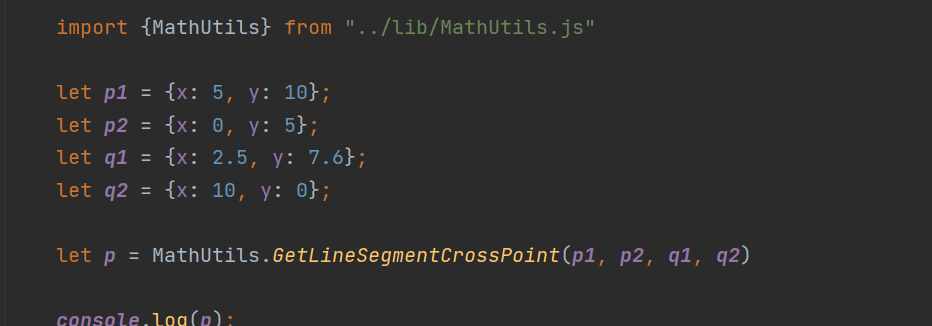 import {MathUtils} from "../lib/MathUtils.js"
let p1 = {x: 5, y: 10};
let p2 = {x: 0, y: 5};
let q1 = {x: 2.5, y: 7.6};
let q2 = {x: 10, y: 0};
let p = MathUtils.GetLineSegmentCrossPoint(p1, p2, q1, q2)
console.log(p);